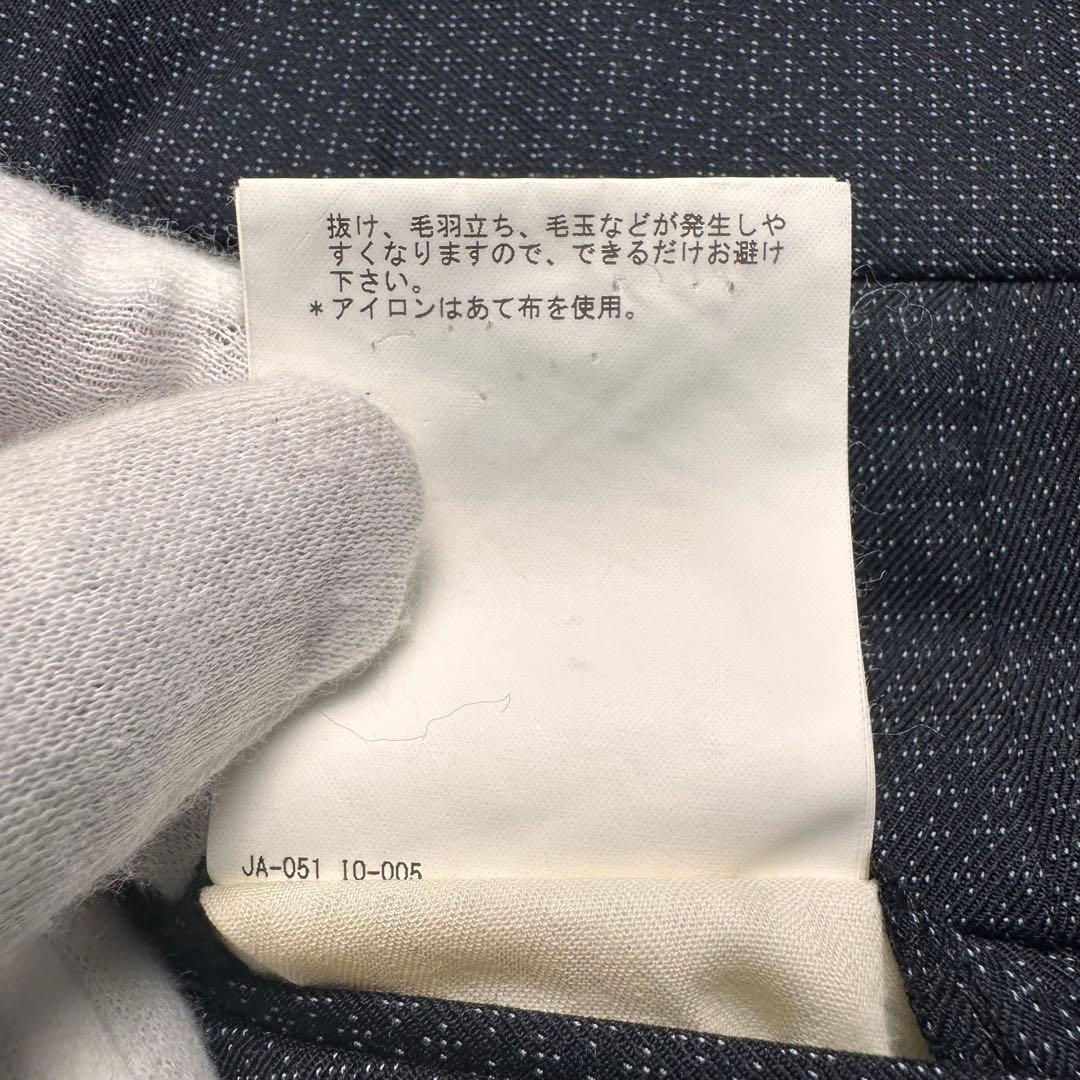 抜け、毛羽立ち、毛玉などが発生しや
すくなりますので、できるだけお避け
下さい。
*アイロンはあて布を使用。
JA-051 IO-005